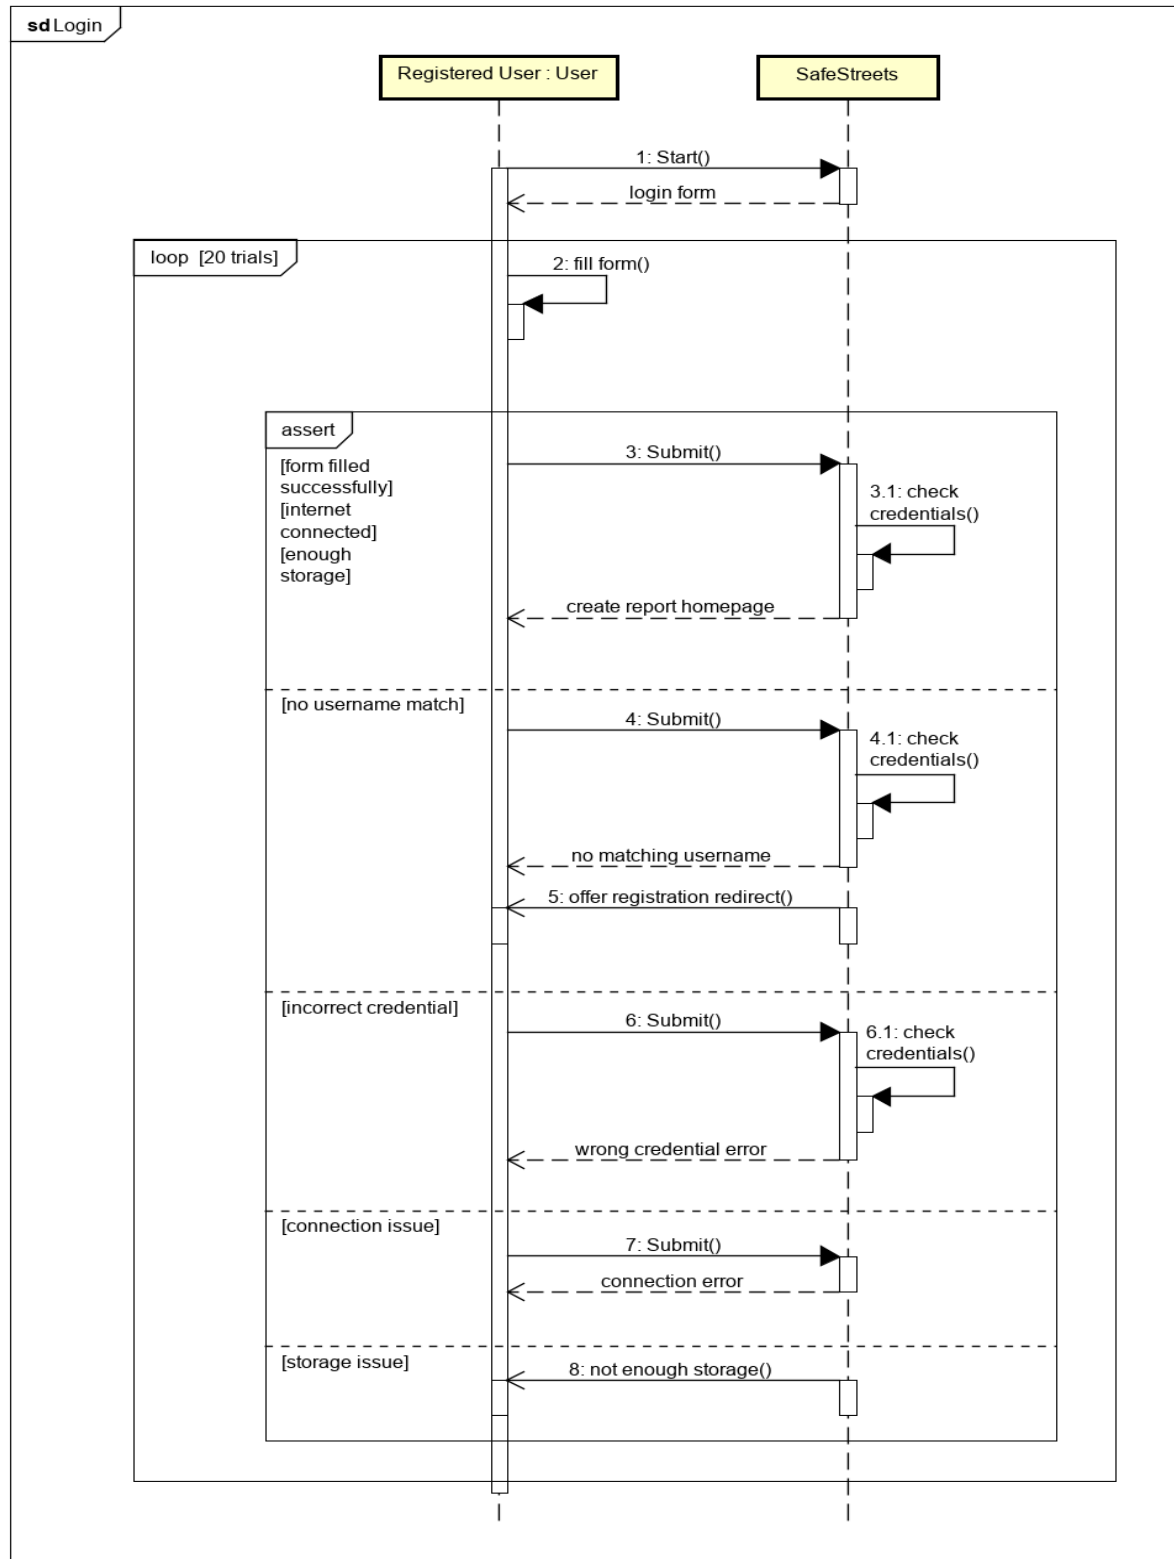 sd Login
Registered User : User
SafeStreets
1: Start()
login form
loop [20 trials]
2: fill form()
assert
[form filled
successfully]
[internet
connected]
[enough
storage]
3: Submit()
3.1: check
credentials()
create report homepage
[no username match]
4: Submit()
4.1: check
credentials()
no matching username
5: offer registration redirect()
[incorrect credential]
6: Submit()
6.1: check
credentials()
wrong credential error
[connection issue]
7: Submit()
connection error
[storage issue]
8: not enough storage()